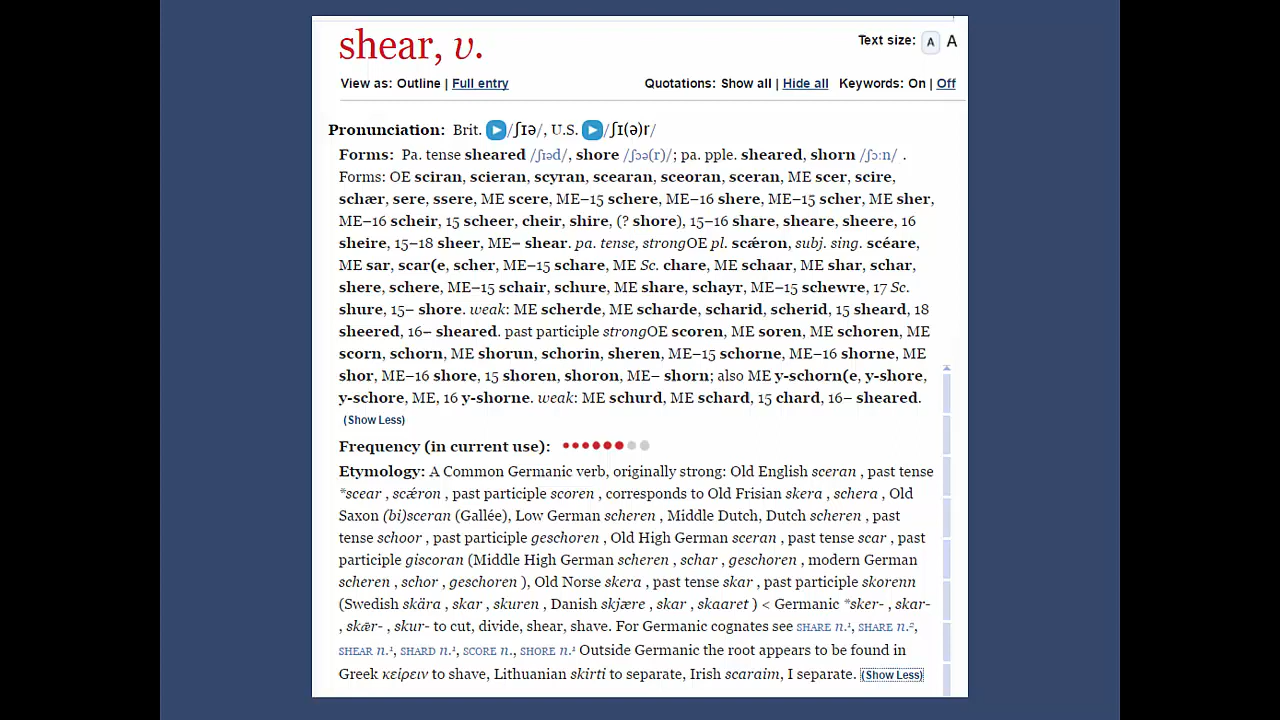 shear, v.
Text size: A A
View as: Outline | Full entry Quotations: Show all | Hide all Keywords: On | Off
Pronunciation: Brit. /ʃɪə/, U.S. /ʃɪ(ə)r/
Forms: Pa. tense sheared /ʃɪəd/, shore /ʃɔə(r)/; pa. pple. sheared, shorn /ʃɔːn/ .
Forms: OE sciran, scieran, scyran, scearan, sceoran, sceran, ME scer, scire,
schær, sere, ssere, ME scere, ME–15 schere, ME–16 shere, ME–15 scher, ME sher,
ME–16 scheir, 15 scheer, cheir, shire, (? shore), 15–16 share, sheare, sheere, 16
sheire, 15–18 sheer, ME– shear. pa. tense, strongOE pl. scǽron, subj. sing. scéare,
ME sar, scar(e, scher, ME–15 schare, ME Sc. chare, ME schaar, ME shar, schar,
shere, schere, ME–15 schair, schure, ME share, schayr, ME–15 schewre, 17 Sc.
shure, 15– shore. weak: ME scherde, ME scharde, scharid, scherid, 15 sheard, 18
sheered, 16– sheared. past participle strongOE scoren, ME soren, ME schoren, ME
scorn, schorn, ME shorun, schorin, sheren, ME–15 schorne, ME–16 shorne, ME
shor, ME–16 shore, 15 shoren, shoron, ME– shorn; also ME y-schorn(e, y-shore,
y-schore, ME, 16 y-shorne. weak: ME schurd, ME schard, 15 chard, 16– sheared.
(Show Less)
Frequency (in current use):
Etymology: A Common Germanic verb, originally strong: Old English sceran , past tense
*scear , scǽron , past participle scoren , corresponds to Old Frisian skera , schera , Old
Saxon (bi)sceran (Gallée), Low German scheren , Middle Dutch, Dutch scheren , past
tense schoor , past participle geschoren , Old High German sceran , past tense scar , past
participle giscoran (Middle High German scheren , schar , geschoren , modern German
scheren , schor , geschoren ), Old Norse skera , past tense skar , past participle skorenn
(Swedish skära , skar , skuren , Danish skjære , skar , skaaret ) < Germanic *sker- , skar-
, skǣr- , skur- to cut, divide, shear, shave. For Germanic cognates see SHARE n.¹, SHARE n.²,
SHEAR n.¹, SHARD n.¹, SCORE n., SHORE n.¹ Outside Germanic the root appears to be found in
Greek κείρειν to shave, Lithuanian skirti to separate, Irish scaraim, I separate. (Show Less)